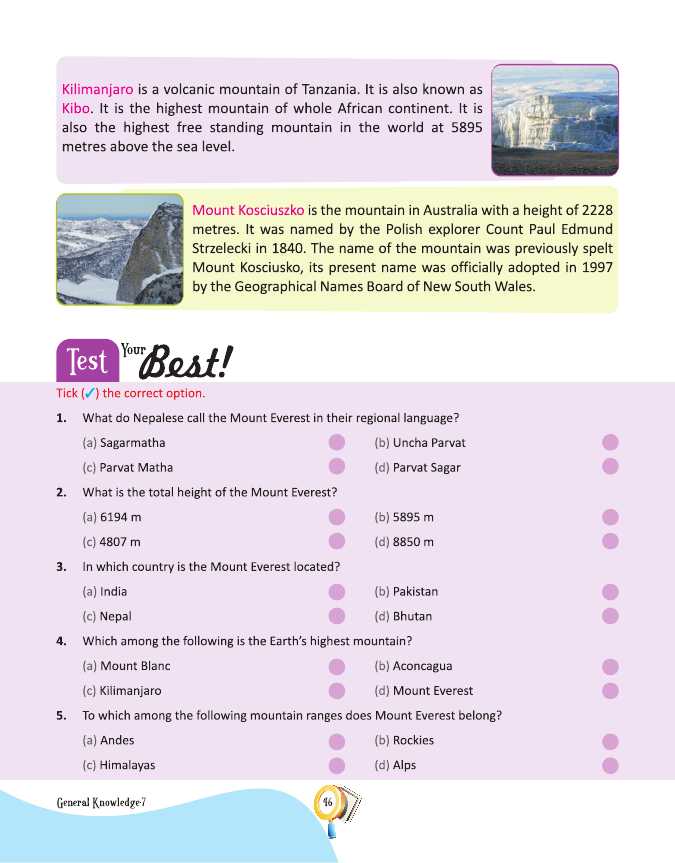 Kilimanjaro is a volcanic mountain of Tanzania. It is also known as
Kibo. It is the highest mountain of whole African continent. It is
also the highest free standing mountain in the world at 5895
metres above the sea level.
Mount Kosciuszko is the mountain in Australia with a height of 2228
metres. It was named by the Polish explorer Count Paul Edmund
Strzelecki in 1840. The name of the mountain was previously spelt
Mount Kosciusko, its present name was officially adopted in 1997
by the Geographical Names Board of New South Wales.
Test Your Best!
Tick (✓) the correct option.
1. What do Nepalese call the Mount Everest in their regional language?
(a) Sagarmatha (b) Uncha Parvat
(c) Parvat Matha (d) Parvat Sagar
2. What is the total height of the Mount Everest?
(a) 6194 m (b) 5895 m
(c) 4807 m (d) 8850 m
3. In which country is the Mount Everest located?
(a) India (b) Pakistan
(c) Nepal (d) Bhutan
4. Which among the following is the Earth's highest mountain?
(a) Mount Blanc (b) Aconcagua
(c) Kilimanjaro (d) Mount Everest
5. To which among the following mountain ranges does Mount Everest belong?
(a) Andes (b) Rockies
(c) Himalayas (d) Alps
General Knowledge-7 46